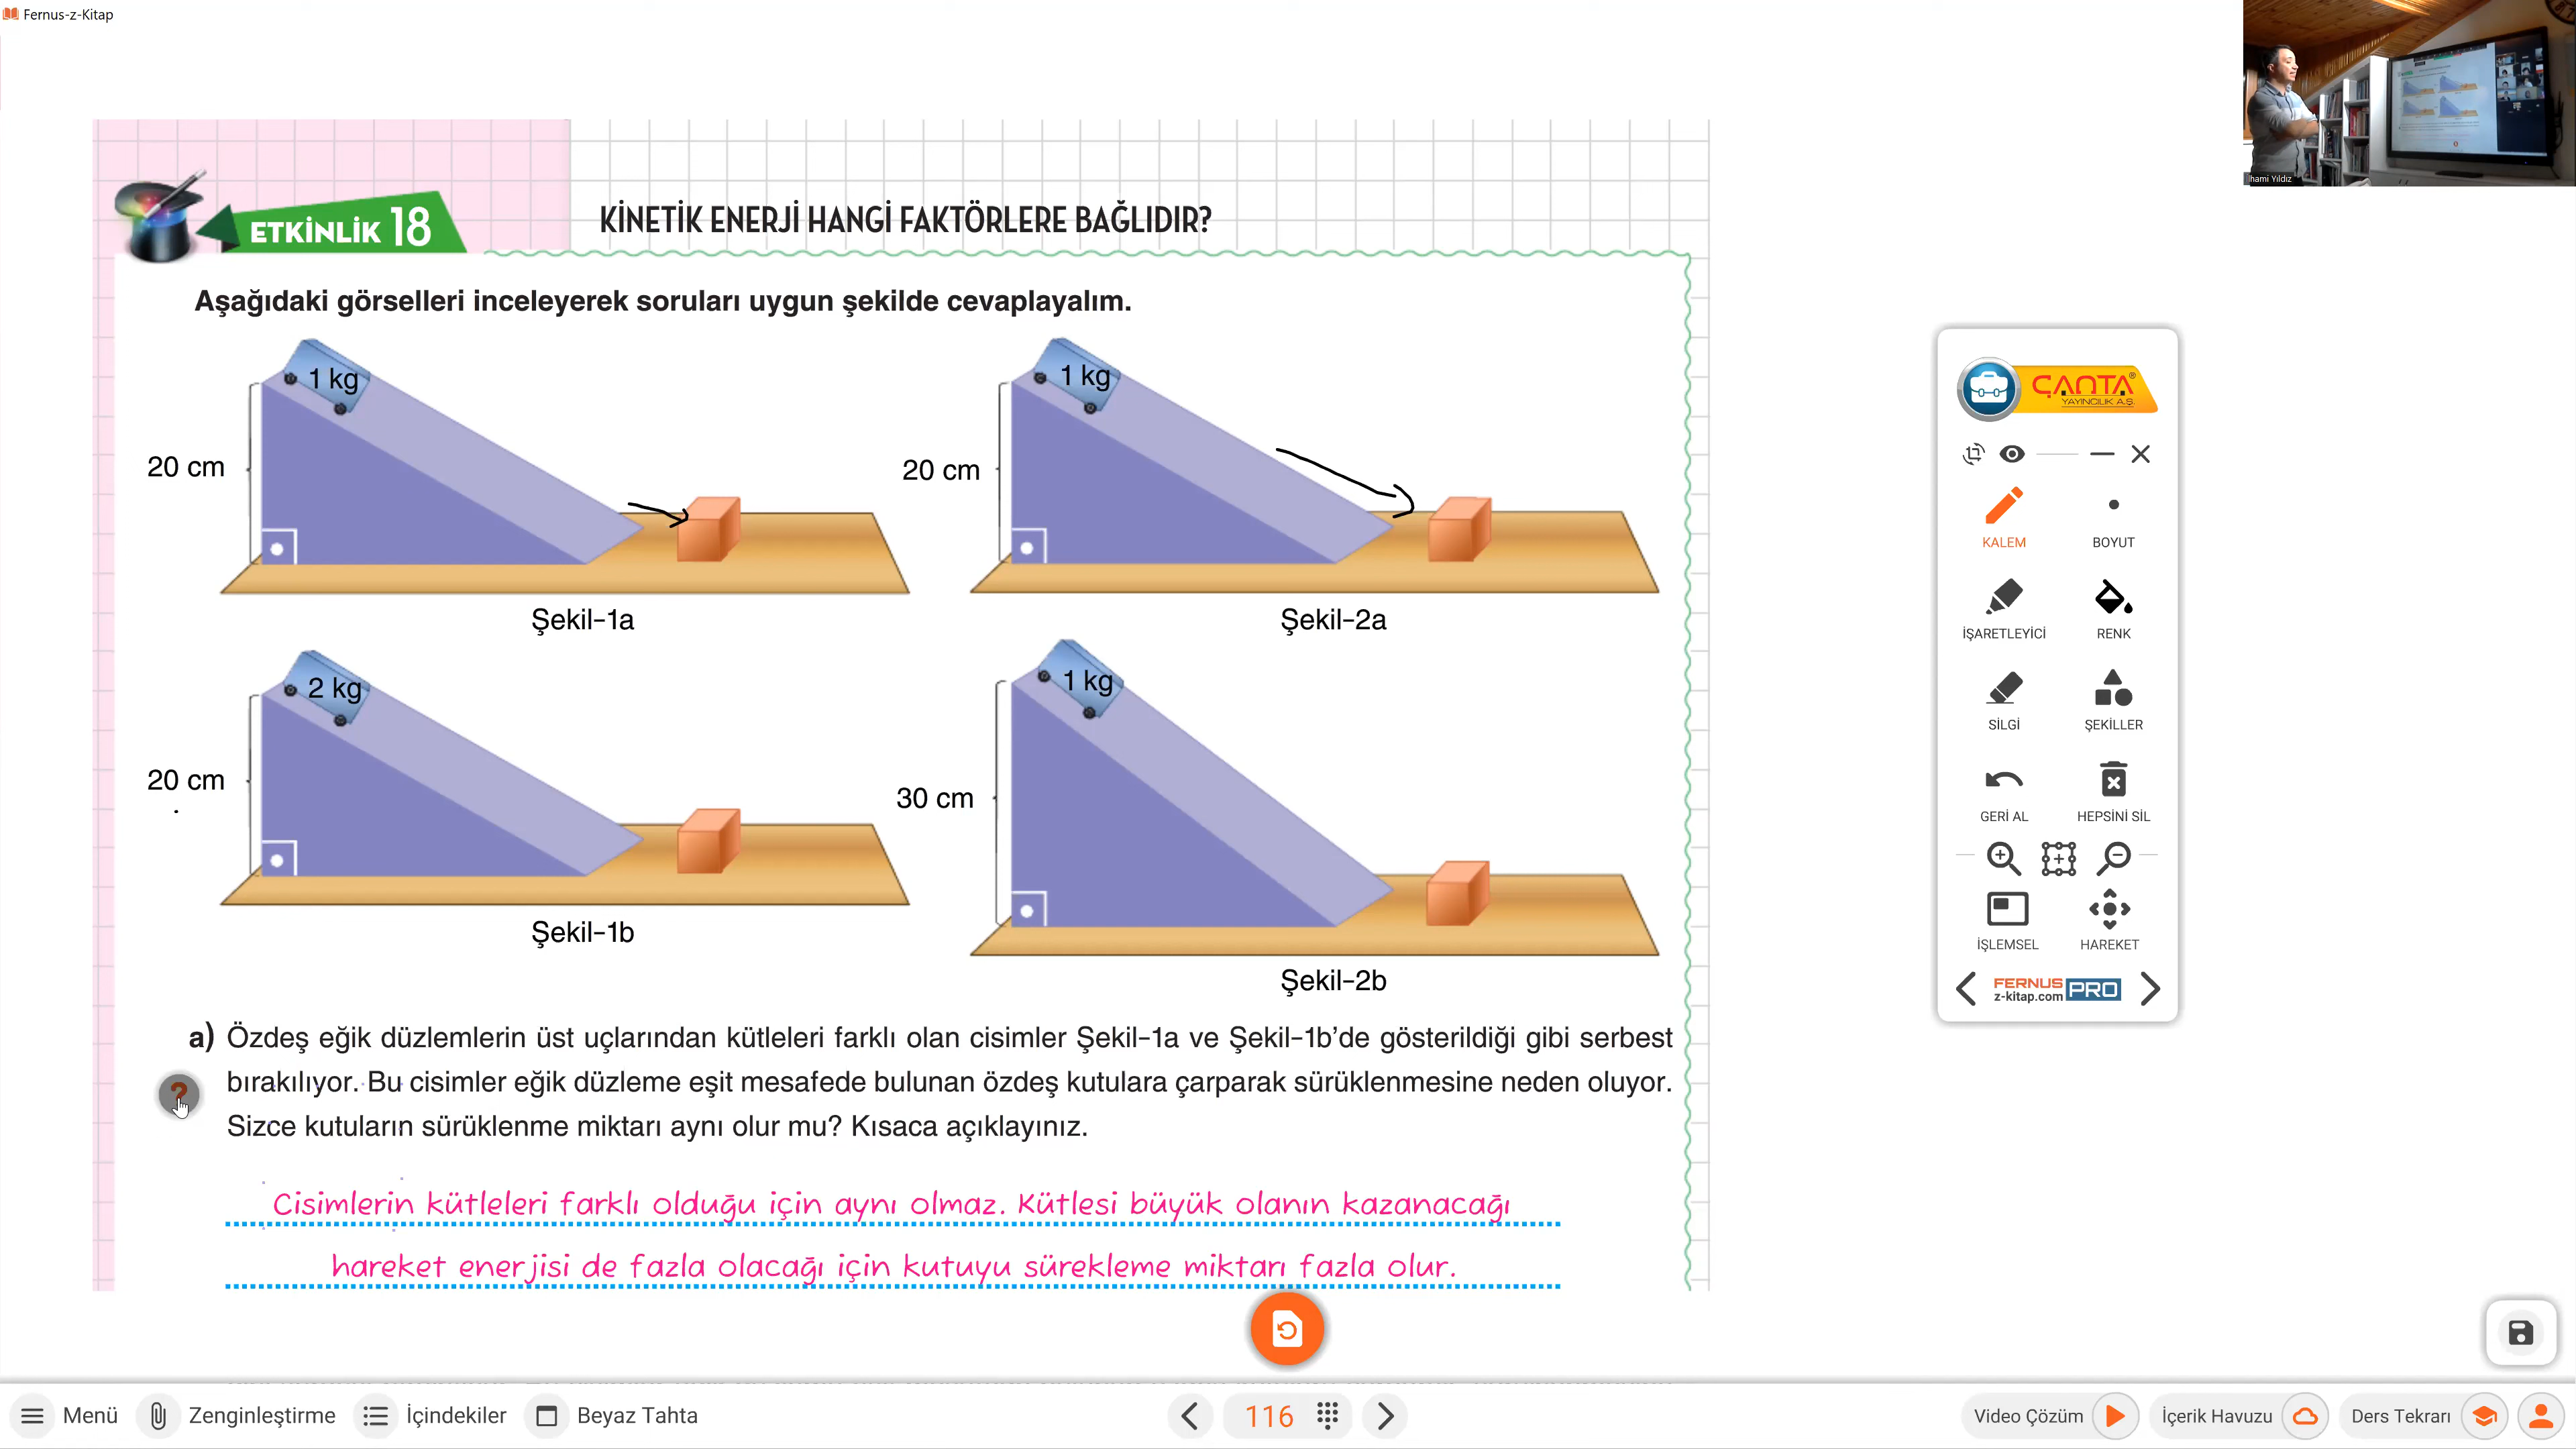 Fernus-z-Kitap
hami Yıldız
ETKİNLİK 18
KİNETİK ENERJİ HANGİ FAKTÖRLERE BAĞLIDIR?
Aşağıdaki görselleri inceleyerek soruları uygun şekilde cevaplayalım.
1 kg
20 cm
Şekil-1a
1 kg
20 cm
Şekil-2a
2 kg
20 cm
Şekil-1b
1 kg
30 cm
Şekil-2b
a) Özdeş eğik düzlemlerin üst uçlarından kütleleri farklı olan cisimler Şekil-1a ve Şekil-1b'de gösterildiği gibi serbest
bırakılıyor. Bu cisimler eğik düzleme eşit mesafede bulunan özdeş kutulara çarparak sürüklenmesine neden oluyor.
Sizce kutuların sürüklenme miktarı aynı olur mu? Kısaca açıklayınız.
?
Cisimlerin kütleleri farklı olduğu için aynı olmaz. Kütlesi büyük olanın kazanacağı
hareket enerjisi de fazla olacağı için kutuyu sürekleme miktarı fazla olur.
ÇANTA®
YAYINCILIK A.Ş.
KALEM
BOYUT
İŞARETLEYİCİ
RENK
SİLGİ
ŞEKİLLER
GERİ AL
HEPSİNİ SİL
İŞLEMSEL
HAREKET
FERNUS
z-kitap.com
PRO
Menü
Zenginleştirme
İçindekiler
Beyaz Tahta
116
Video Çözüm
İçerik Havuzu
Ders Tekrarı